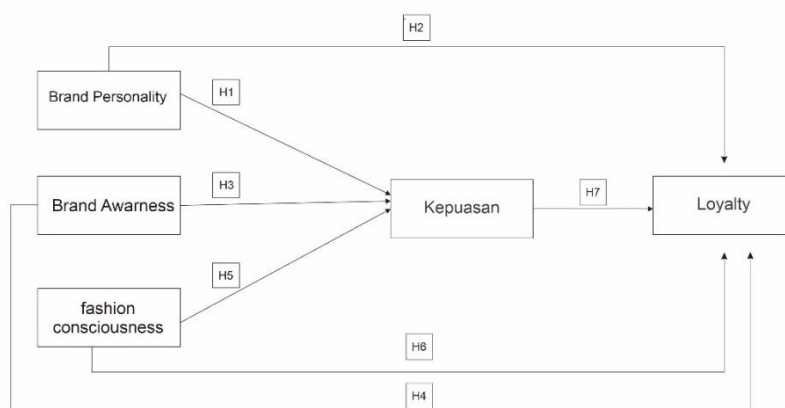 H2
Brand Personality
H1
Brand Awarness
H3
Kepuasan
H7
Loyalty
H5
fashion
consciousness
H6
H4